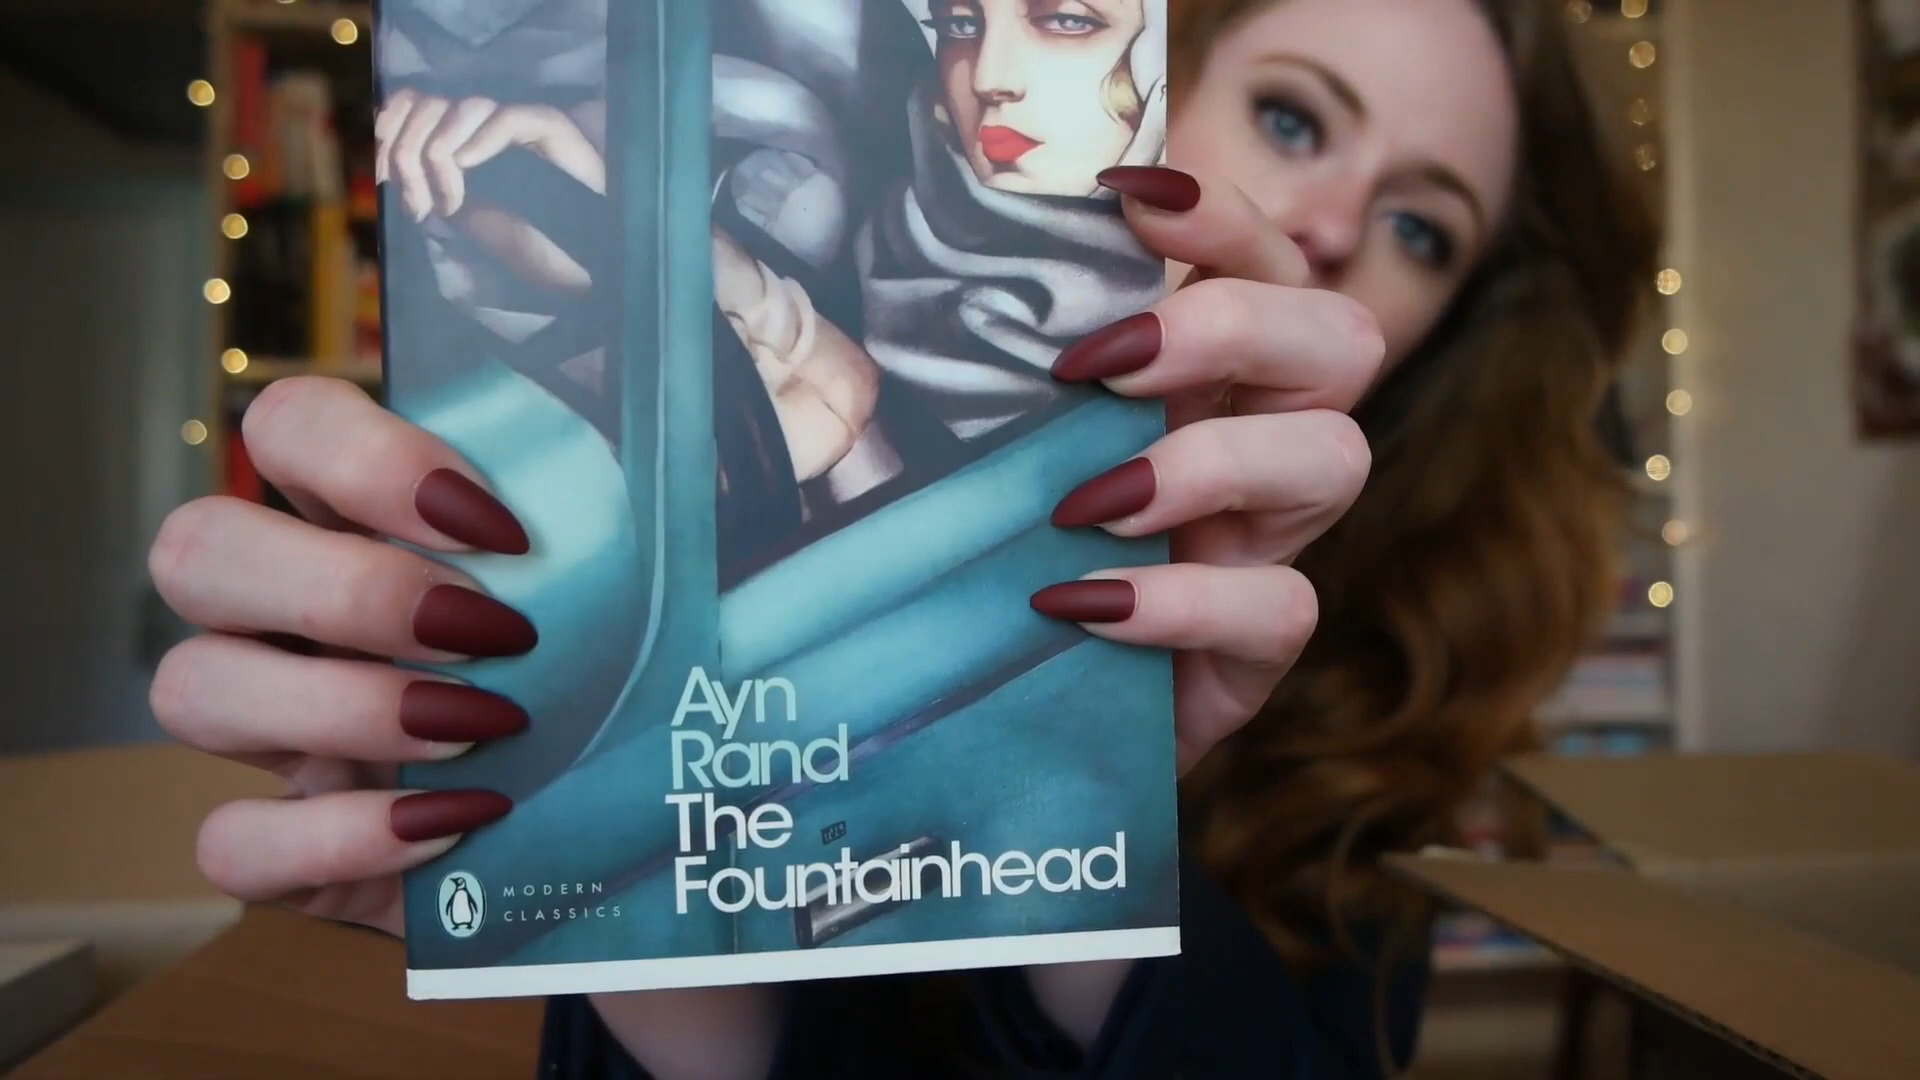 Ayn
Rand
The
Fountainhead
MODERN
CLASSICS